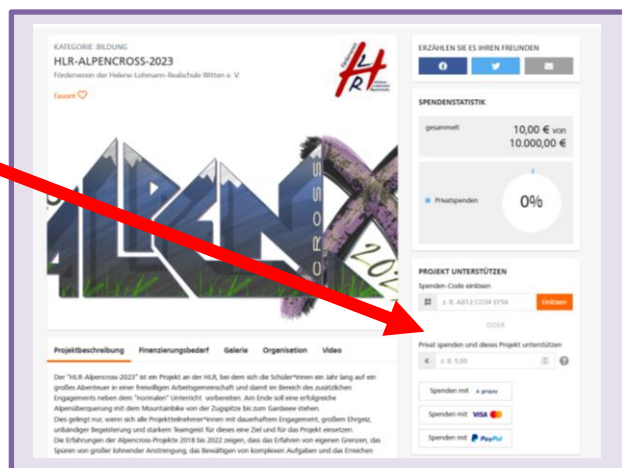 KATEGORIE: BILDUNG
HLR-ALPENCROSS-2023
Förderverein der Helene-Lohmann-Realschule Witten e. V.
Favorit
Förderverein
HLR
ALPEN
CROSS
X
Projektbeschreibung Finanzierungsbedarf Galerie Organisation Video
Der "HLR-Alpencross-2023" ist ein Projekt an der HLR, bei dem sich die Schüler*innen ein Jahr lang auf ein
großes Abenteuer in einer freiwilligen Arbeitsgemeinschaft und damit im Bereich des zusätzlichen
Engagements neben dem "normalen" Unterricht vorbereiten. Am Ende soll eine erfolgreiche
Alpenüberquerung mit dem Mountainbike von der Zugspitze bis zum Gardasee stehen.
Dies gelingt nur, wenn sich alle Projektteilnehmer*innen mit dauerhaftem Engagement, großem Ehrgeiz,
unbändiger Begeisterung und starkem Teamgeist für dieses eine Ziel und für das Projekt einsetzen.
Die Erfahrungen der Alpencross-Projekte 2018 bis 2022 zeigen, dass das Erfahren von eigenen Grenzen, das
Spüren von großer lohnender Anstrengung, das Bewältigen von komplexen Aufgaben und das Erreichen
ERZÄHLEN SIE ES IHREN FREUNDEN
SPENDENSTATISTIK
gesammelt 10,00 € von
10.000,00 €
Privatspenden 0%
PROJEKT UNTERSTÜTZEN
Spenden-Code einlösen
z. B. AB12 CD34 EF56 Einlösen
ODER
Privat spenden und dieses Projekt unterstützen
€ z. B. 5,00
Spenden mit giropay
Spenden mit VISA
Spenden mit PayPal